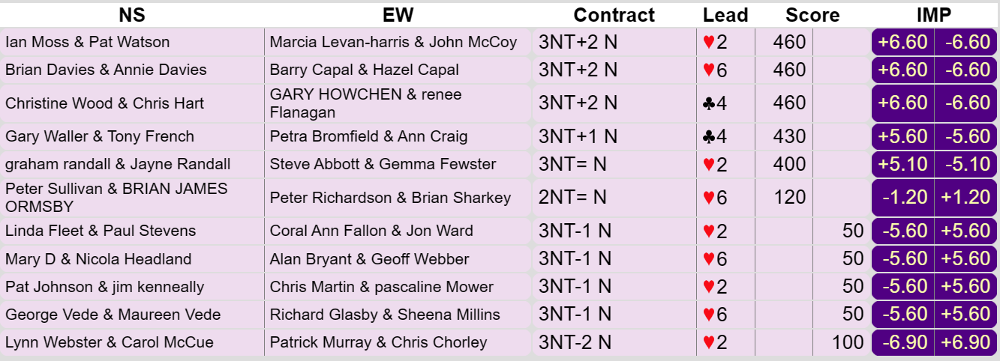 NS EW Contract Lead Score IMP
Ian Moss & Pat Watson Marcia Levan-harris & John McCoy 3NT+2 N ♥2 460 +6.60 -6.60
Brian Davies & Annie Davies Barry Capal & Hazel Capal 3NT+2 N ♥6 460 +6.60 -6.60
Christine Wood & Chris Hart GARY HOWCHEN & renee Flanagan 3NT+2 N ♣4 460 +6.60 -6.60
Gary Waller & Tony French Petra Bromfield & Ann Craig 3NT+1 N ♣4 430 +5.60 -5.60
graham randall & Jayne Randall Steve Abbott & Gemma Fewster 3NT= N ♥2 400 +5.10 -5.10
Peter Sullivan & BRIAN JAMES ORMSBY Peter Richardson & Brian Sharkey 2NT= N ♥6 120 -1.20 +1.20
Linda Fleet & Paul Stevens Coral Ann Fallon & Jon Ward 3NT-1 N ♥2 50 -5.60 +5.60
Mary D & Nicola Headland Alan Bryant & Geoff Webber 3NT-1 N ♥6 50 -5.60 +5.60
Pat Johnson & jim kenneally Chris Martin & pascaline Mower 3NT-1 N ♥2 50 -5.60 +5.60
George Vede & Maureen Vede Richard Glasby & Sheena Millins 3NT-1 N ♥6 50 -5.60 +5.60
Lynn Webster & Carol McCue Patrick Murray & Chris Chorley 3NT-2 N ♥2 100 -6.90 +6.90